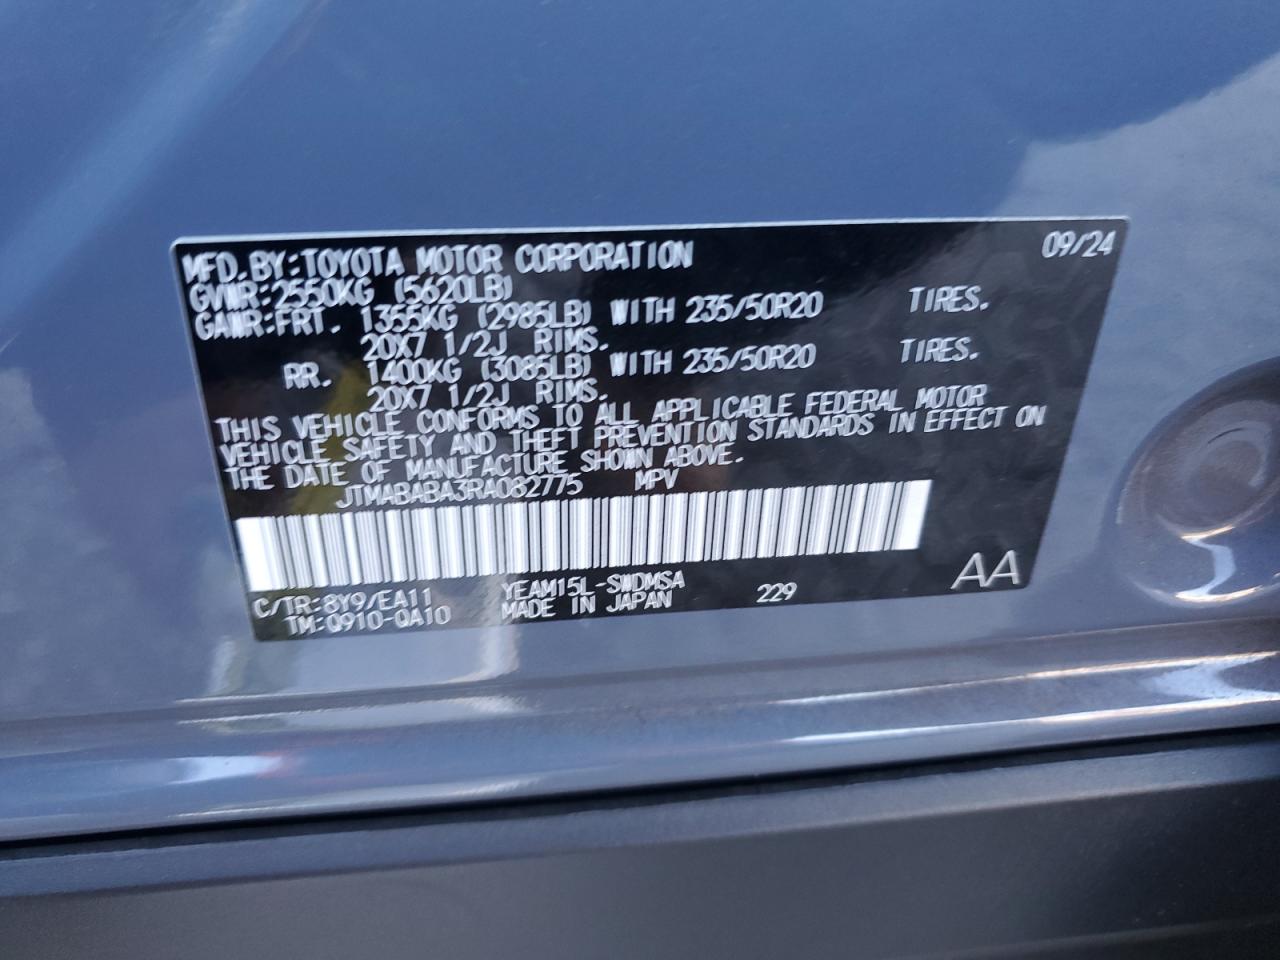 MFD.BY:TOYOTA MOTOR CORPORATION 09/24
GVWR:2550KG (5620LB)
GAWR:FRT. 1355KG (2985LB) WITH 235/50R20 TIRES.
20X7 1/2J RIMS.
RR. 1400KG (3085LB) WITH 235/50R20 TIRES.
20X7 1/2J RIMS.
THIS VEHICLE CONFORMS TO ALL APPLICABLE FEDERAL MOTOR
VEHICLE SAFETY AND THEFT PREVENTION STANDARDS IN EFFECT ON
THE DATE OF MANUFACTURE SHOWN ABOVE.
JTMABABA3RA082775 MPV
C/TR:8Y9/EA11 YEAM15L-SWDMSA
TM:Q910-QA10 MADE IN JAPAN 229 AA